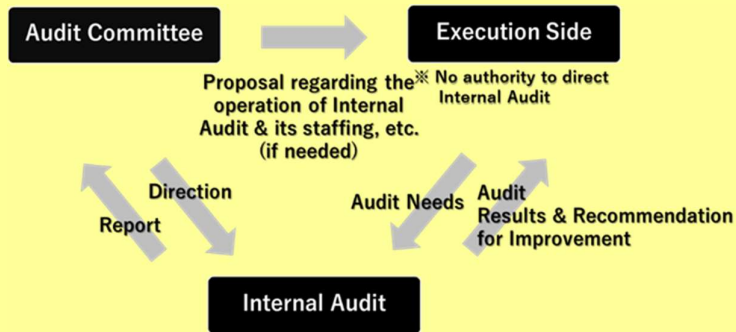 Audit Committee
Execution Side
Proposal regarding the
operation of Internal
Audit & its staffing, etc.
(if needed)
※ No authority to direct
Internal Audit
Direction
Report
Audit Needs
Audit
Results & Recommendation
for Improvement
Internal Audit